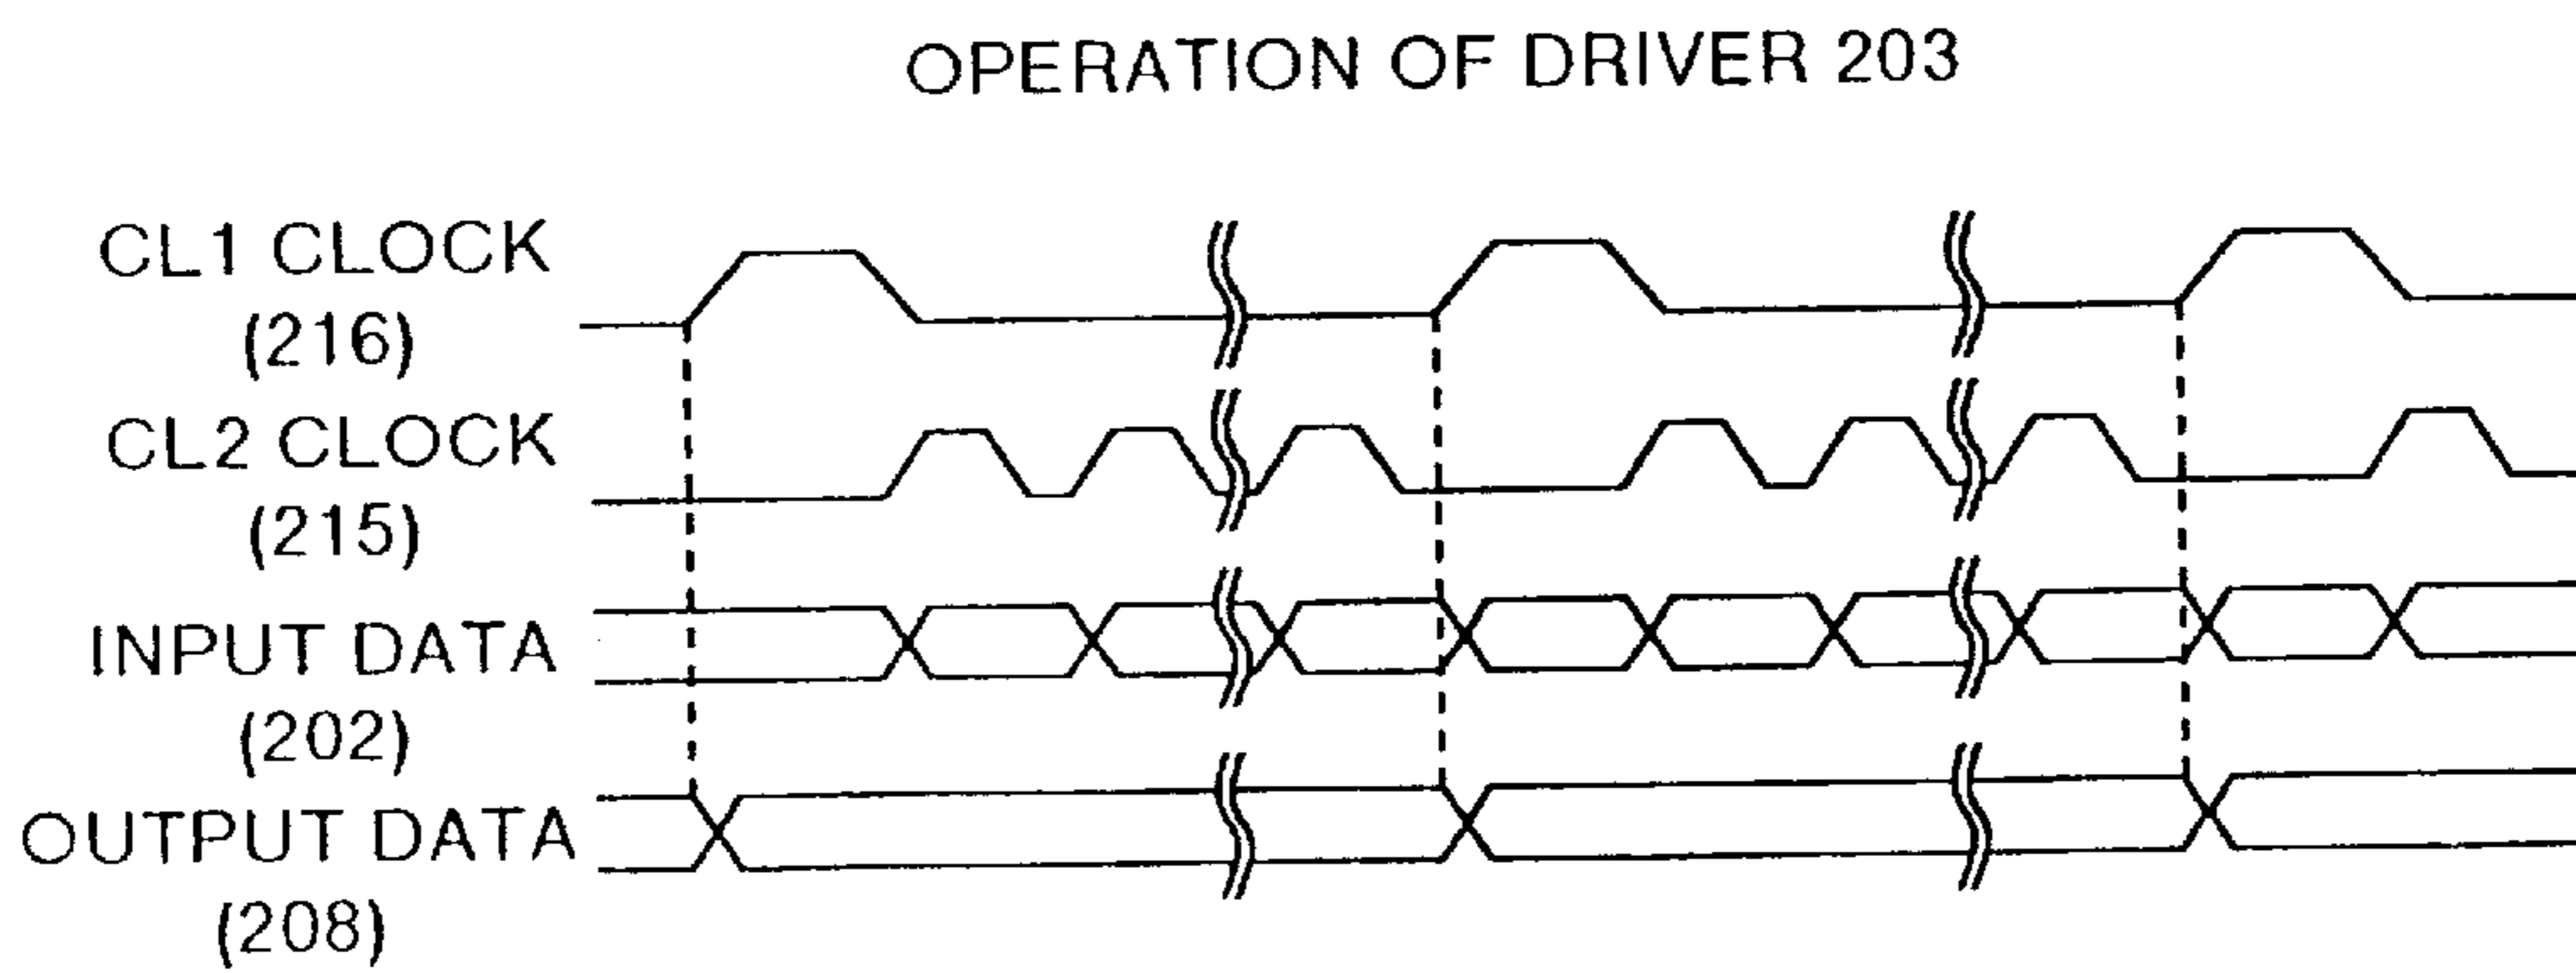 OPERATION OF DRIVER 203
CL1 CLOCK
(216)
CL2 CLOCK
(215)
INPUT DATA
(202)
OUTPUT DATA
(208)